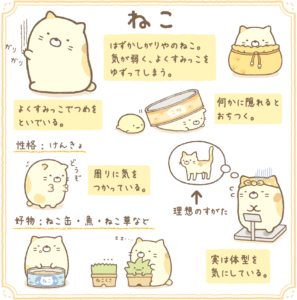 ねこ
ガリ
ガリ
はずかしがりやのねこ。
気が弱く、よくすみっこを
ゆずってしまう。
よくすみっこでつめを
といでいる。
何かに隠れると
おちつく。
性格：けんきょ
?
どうぞ
周りに気を
つかっている。
理想のすがた
好物：ねこ缶・魚・ねこ草など
ねこくさ
実は体型を
気にしている。